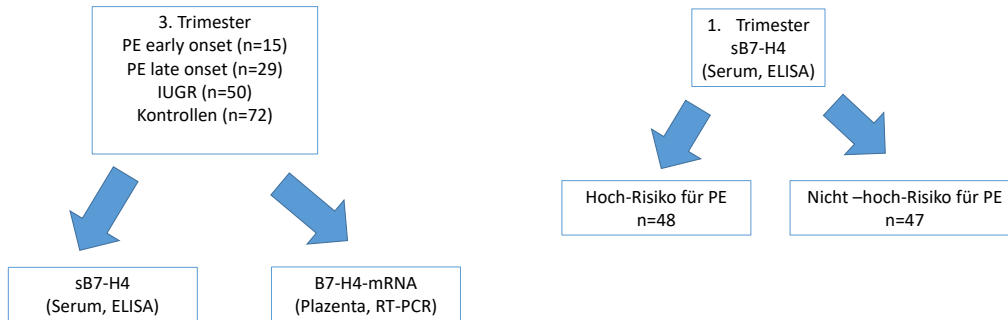 3. Trimester
PE early onset (n=15)
PE late onset (n=29)
IUGR (n=50)
Kontrollen (n=72)
sB7-H4
(Serum, ELISA)
B7-H4-mRNA
(Plazenta, RT-PCR)
1. Trimester
sB7-H4
(Serum, ELISA)
Hoch-Risiko für PE
n=48
Nicht –hoch-Risiko für PE
n=47